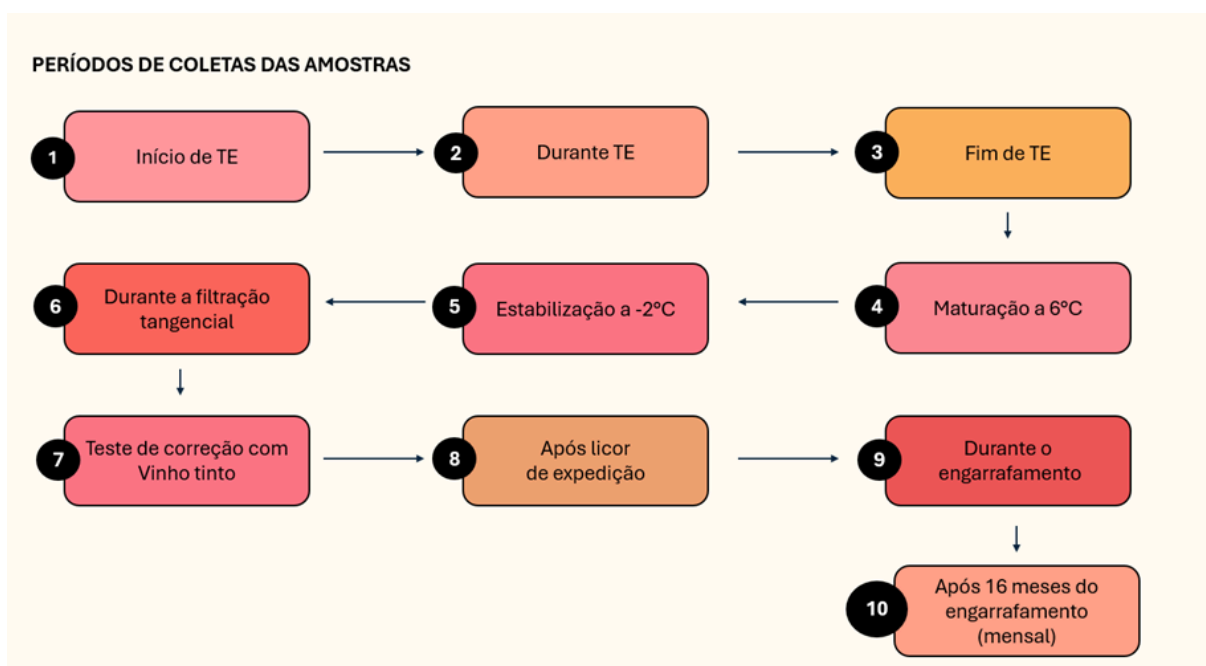 PERÍODOS DE COLETAS DAS AMOSTRAS
1
Início de TE
2
Durante TE
3
Fim de TE
4
Maturação a 6°C
5
Estabilização a -2°C
6
Durante a filtração
tangencial
7
Teste de correção com
Vinho tinto
8
Após licor
de expedição
9
Durante o
engarrafamento
10
Após 16 meses do
engarrafamento
(mensal)